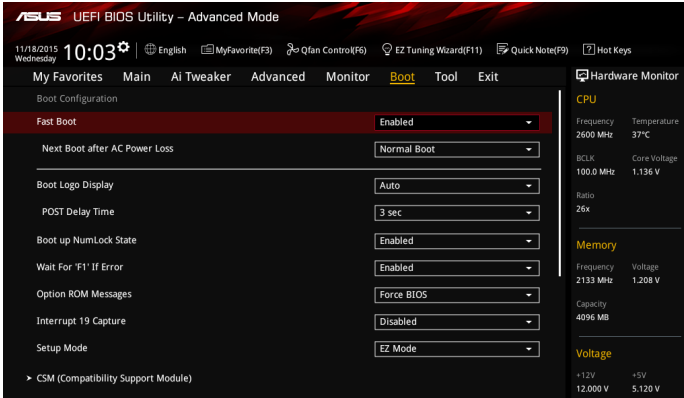 ASUS UEFI BIOS Utility – Advanced Mode
11/18/2015
Wednesday
10:03
English
MyFavorite(F3)
Qfan Control(F6)
EZ Tuning Wizard(F11)
Quick Note(F9)
? Hot Keys
My Favorites Main Ai Tweaker Advanced Monitor Boot Tool Exit
Hardware Monitor
Boot Configuration
Fast Boot Enabled
Next Boot after AC Power Loss Normal Boot
Boot Logo Display Auto
POST Delay Time 3 sec
Boot up NumLock State Enabled
Wait For 'F1' If Error Enabled
Option ROM Messages Force BIOS
Interrupt 19 Capture Disabled
Setup Mode EZ Mode
> CSM (Compatibility Support Module)
CPU
Frequency Temperature
2600 MHz 37°C
BCLK Core Voltage
100.0 MHz 1.136 V
Ratio
26x
Memory
Frequency Voltage
2133 MHz 1.208 V
Capacity
4096 MB
Voltage
+12V +5V
12.000 V 5.120 V